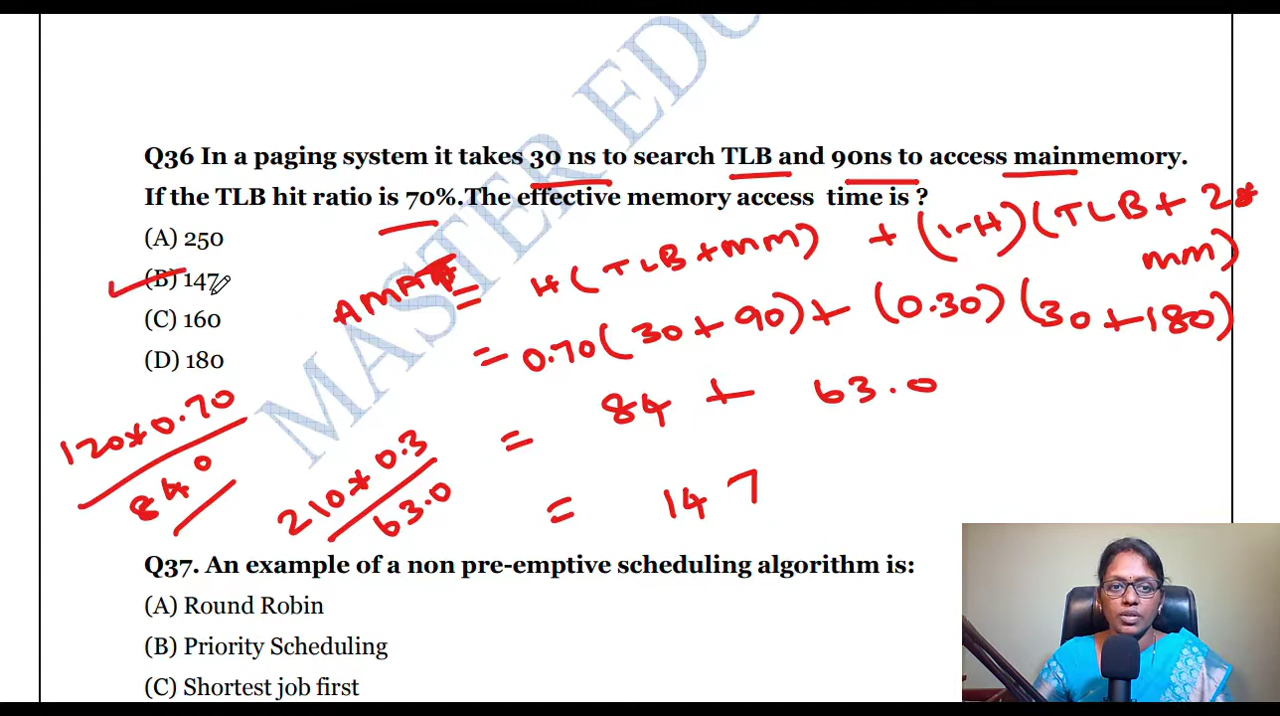 MASTER EDU
Q36 In a paging system it takes 30 ns to search TLB and 90ns to access mainmemory.
If the TLB hit ratio is 70%.The effective memory access time is ?
(A) 250
(B) 147
(C) 160
(D) 180
AMAT = H (TLB+mm) + (1-H) (TLB + 2*
mm)
= 0.70 (30 + 90) + (0.30) (30 + 180)
= 84 + 63.0
= 147
120*0.70
84 0
210*0.3
63.0
Q37. An example of a non pre-emptive scheduling algorithm is:
(A) Round Robin
(B) Priority Scheduling
(C) Shortest job first